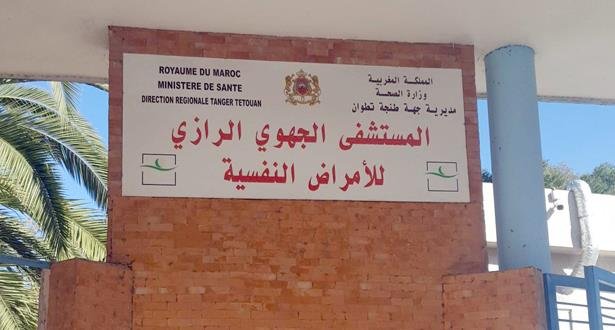 ROYAUME DU MAROC
MINISTERE DE SANTE
DIRECTION REGIONALE TANGER TETOUAN
المملكة المغربية
وزارة الصحة
مديرية جهة طنجة تطوان
المستشفى الجهوي الرازي
للأمراض النفسية